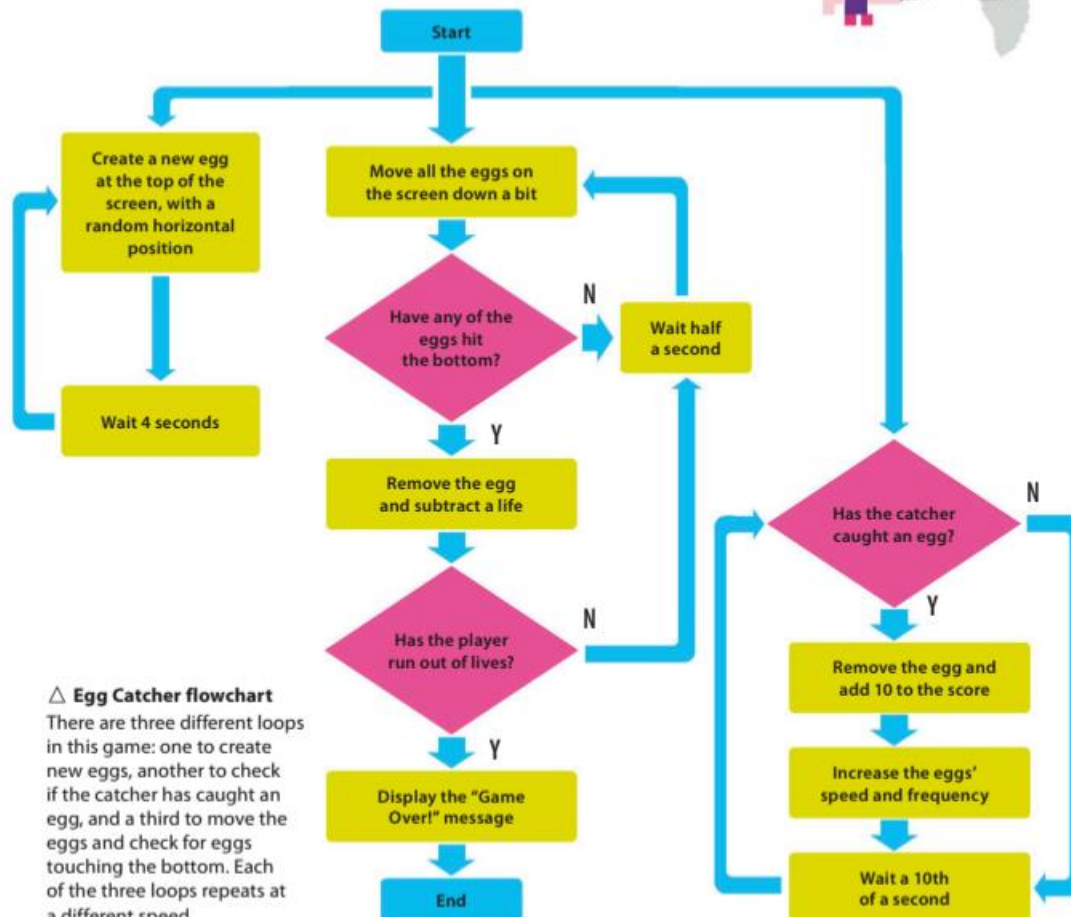 Start
Create a new egg
at the top of the
screen, with a
random horizontal
position
Wait 4 seconds
Move all the eggs on
the screen down a bit
Have any of the
eggs hit
the bottom?
N
Wait half
a second
Y
Remove the egg
and subtract a life
Has the player
run out of lives?
N
Y
Display the "Game
Over!" message
End
Has the catcher
caught an egg?
N
Y
Remove the egg and
add 10 to the score
Increase the eggs'
speed and frequency
Wait a 10th
of a second
△ Egg Catcher flowchart
There are three different loops
in this game: one to create
new eggs, another to check
if the catcher has caught an
egg, and a third to move the
eggs and check for eggs
touching the bottom. Each
of the three loops repeats at
a different speed